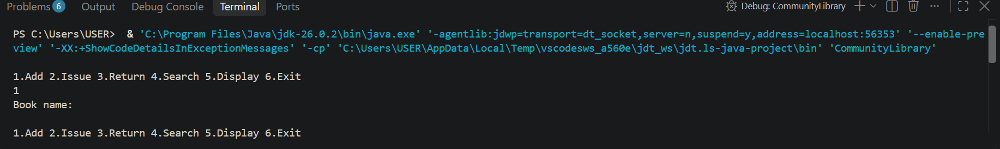 Problems 6 Output Debug Console Terminal Ports Debug: CommunityLibrary
PS C:\Users\USER>  & 'C:\Program Files\Java\jdk-26.0.2\bin\java.exe' '-agentlib:jdwp=transport=dt_socket,server=n,suspend=y,address=localhost:56353' '--enable-pre
view' '-XX:+ShowCodeDetailsInExceptionMessages' '-cp' 'C:\Users\USER\AppData\Local\Temp\vscodesws_a560e\jdt_ws\jdt.ls-java-project\bin' 'CommunityLibrary'
1.Add 2.Issue 3.Return 4.Search 5.Display 6.Exit
1
Book name:
1.Add 2.Issue 3.Return 4.Search 5.Display 6.Exit